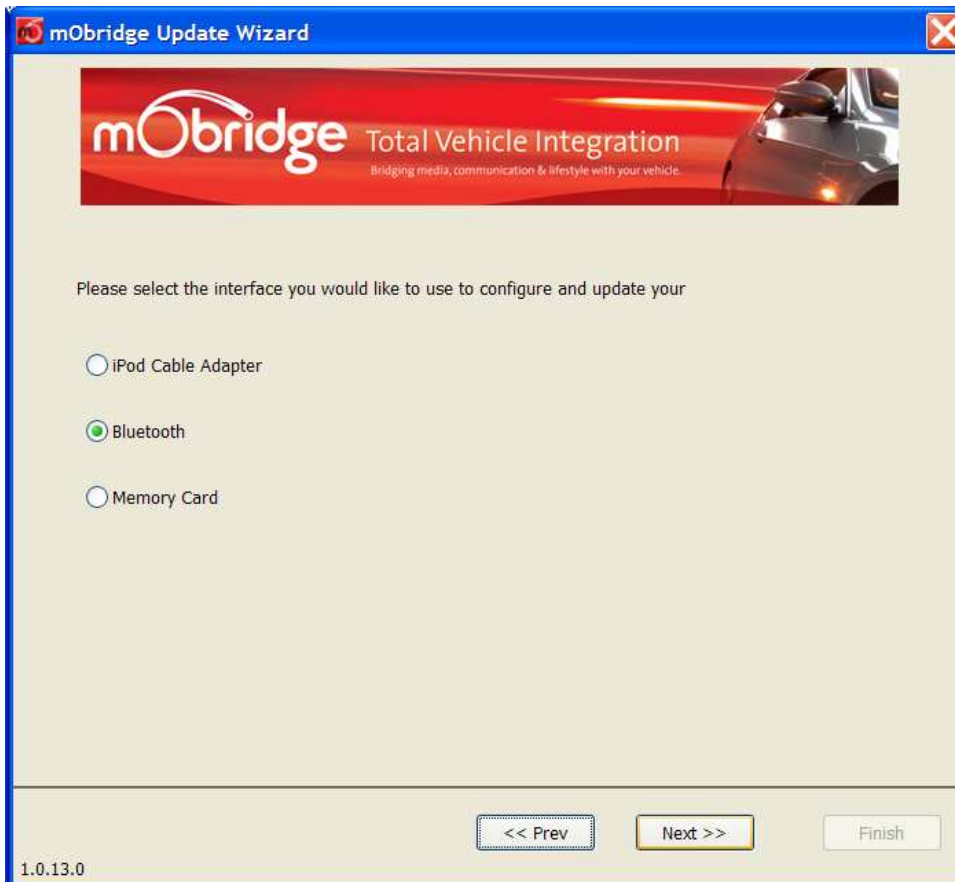 mObridge Update Wizard
mObridge Total Vehicle Integration
Bridging media, communication & lifestyle with your vehicle.
Please select the interface you would like to use to configure and update your
iPod Cable Adapter
Bluetooth
Memory Card
<< Prev
Next >>
Finish
1.0.13.0